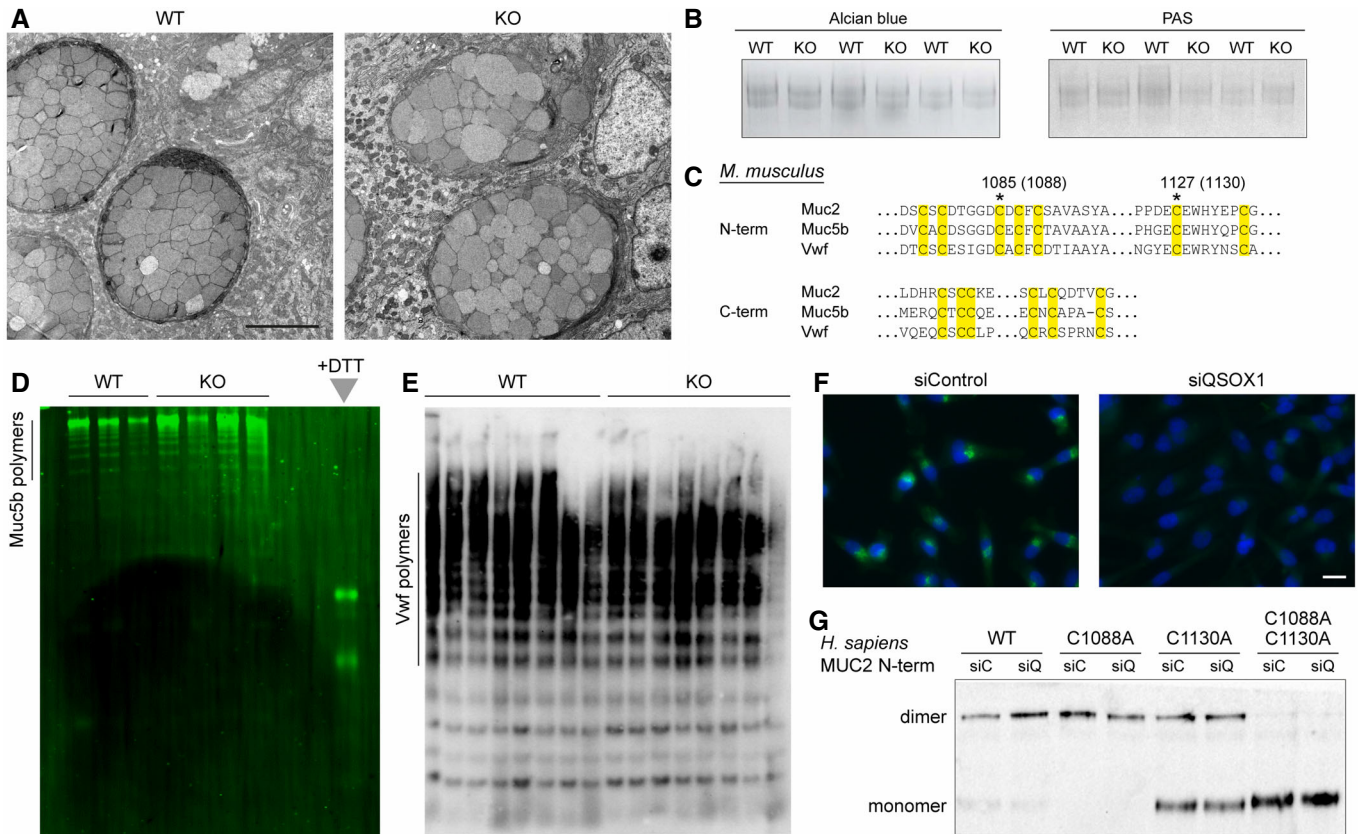 A
WT
KO
B
Alcian blue
PAS
WT KO WT KO WT KO
WT KO WT KO WT KO
C
M. musculus
1085 (1088)
1127 (1130)
*
*
N-term
Muc2
...DSCSCDTGGDCDCFCSAVASYA...PPDECEWHYEPCG...
Muc5b
...DVCACDSGGDCECFCTAVAAYA...PHGECEWHYQPCG...
Vwf
...DTCSCESIGDCACFCDTIAAYA...NGYECEWRYNSCA...
C-term
Muc2
...LDHRCSCCKE...SCLCQDTVCG...
Muc5b
...MERQCTCCQE...ECNCAPA-CS...
Vwf
...VQEQCSCCLP...QCRCSPRNCS...
D
WT
KO
+DTT
Muc5b polymers
E
WT
KO
Vwf polymers
F
siControl
siQSOX1
G
H. sapiens
MUC2 N-term
WT
C1088A
C1130A
C1088A
C1130A
siC siQ siC siQ siC siQ siC siQ
dimer
monomer